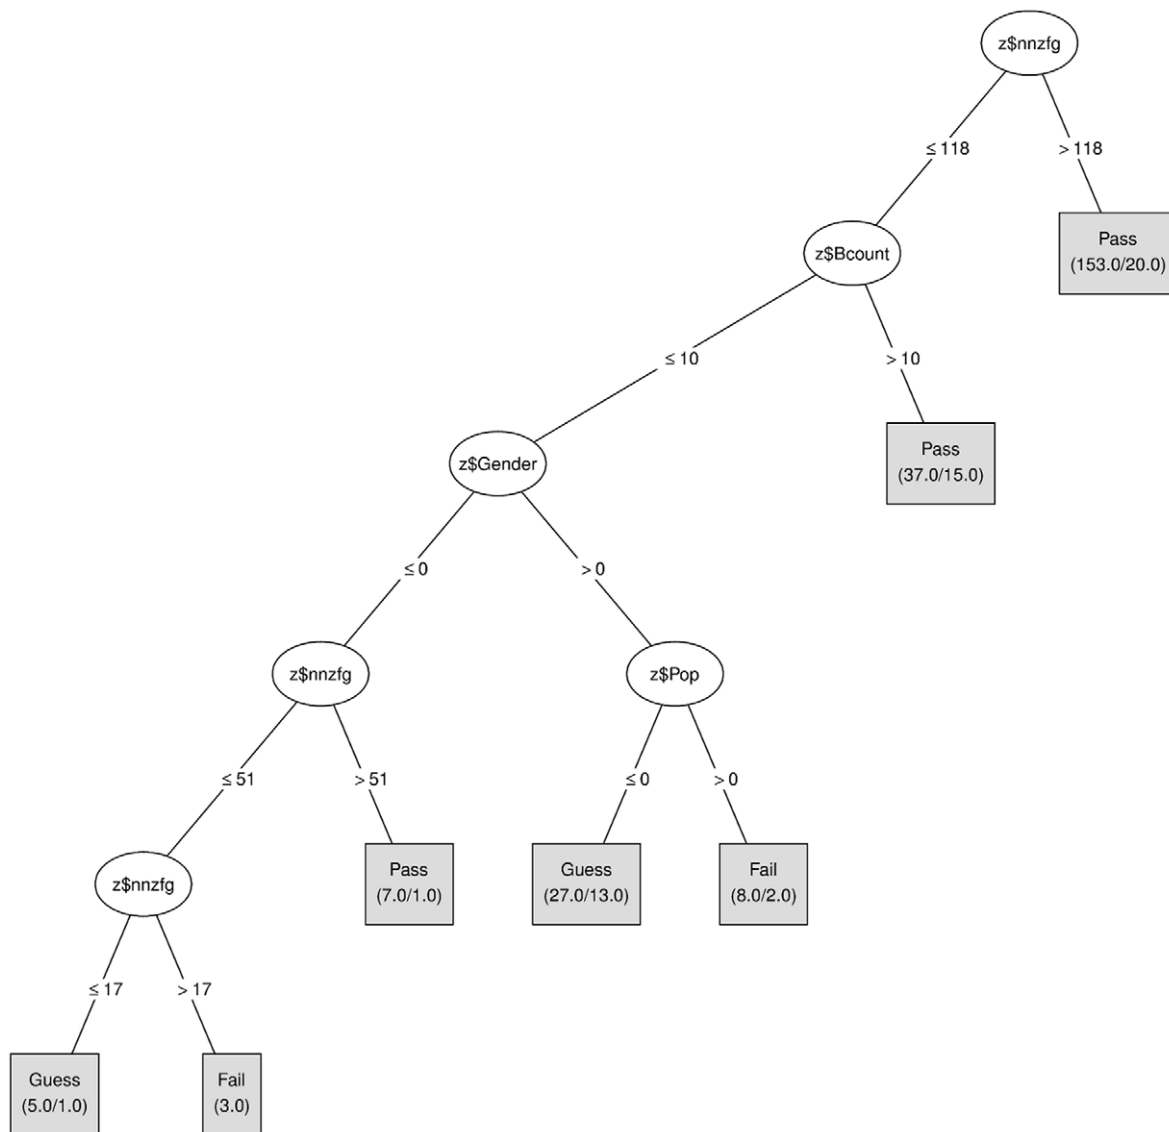 z$nnzfg
≤ 118
> 118
z$Bcount
Pass
(153.0/20.0)
≤ 10
> 10
z$Gender
Pass
(37.0/15.0)
≤ 0
> 0
z$nnzfg
z$Pop
≤ 51
> 51
≤ 0
> 0
z$nnzfg
Pass
(7.0/1.0)
Guess
(27.0/13.0)
Fail
(8.0/2.0)
≤ 17
> 17
Guess
(5.0/1.0)
Fail
(3.0)